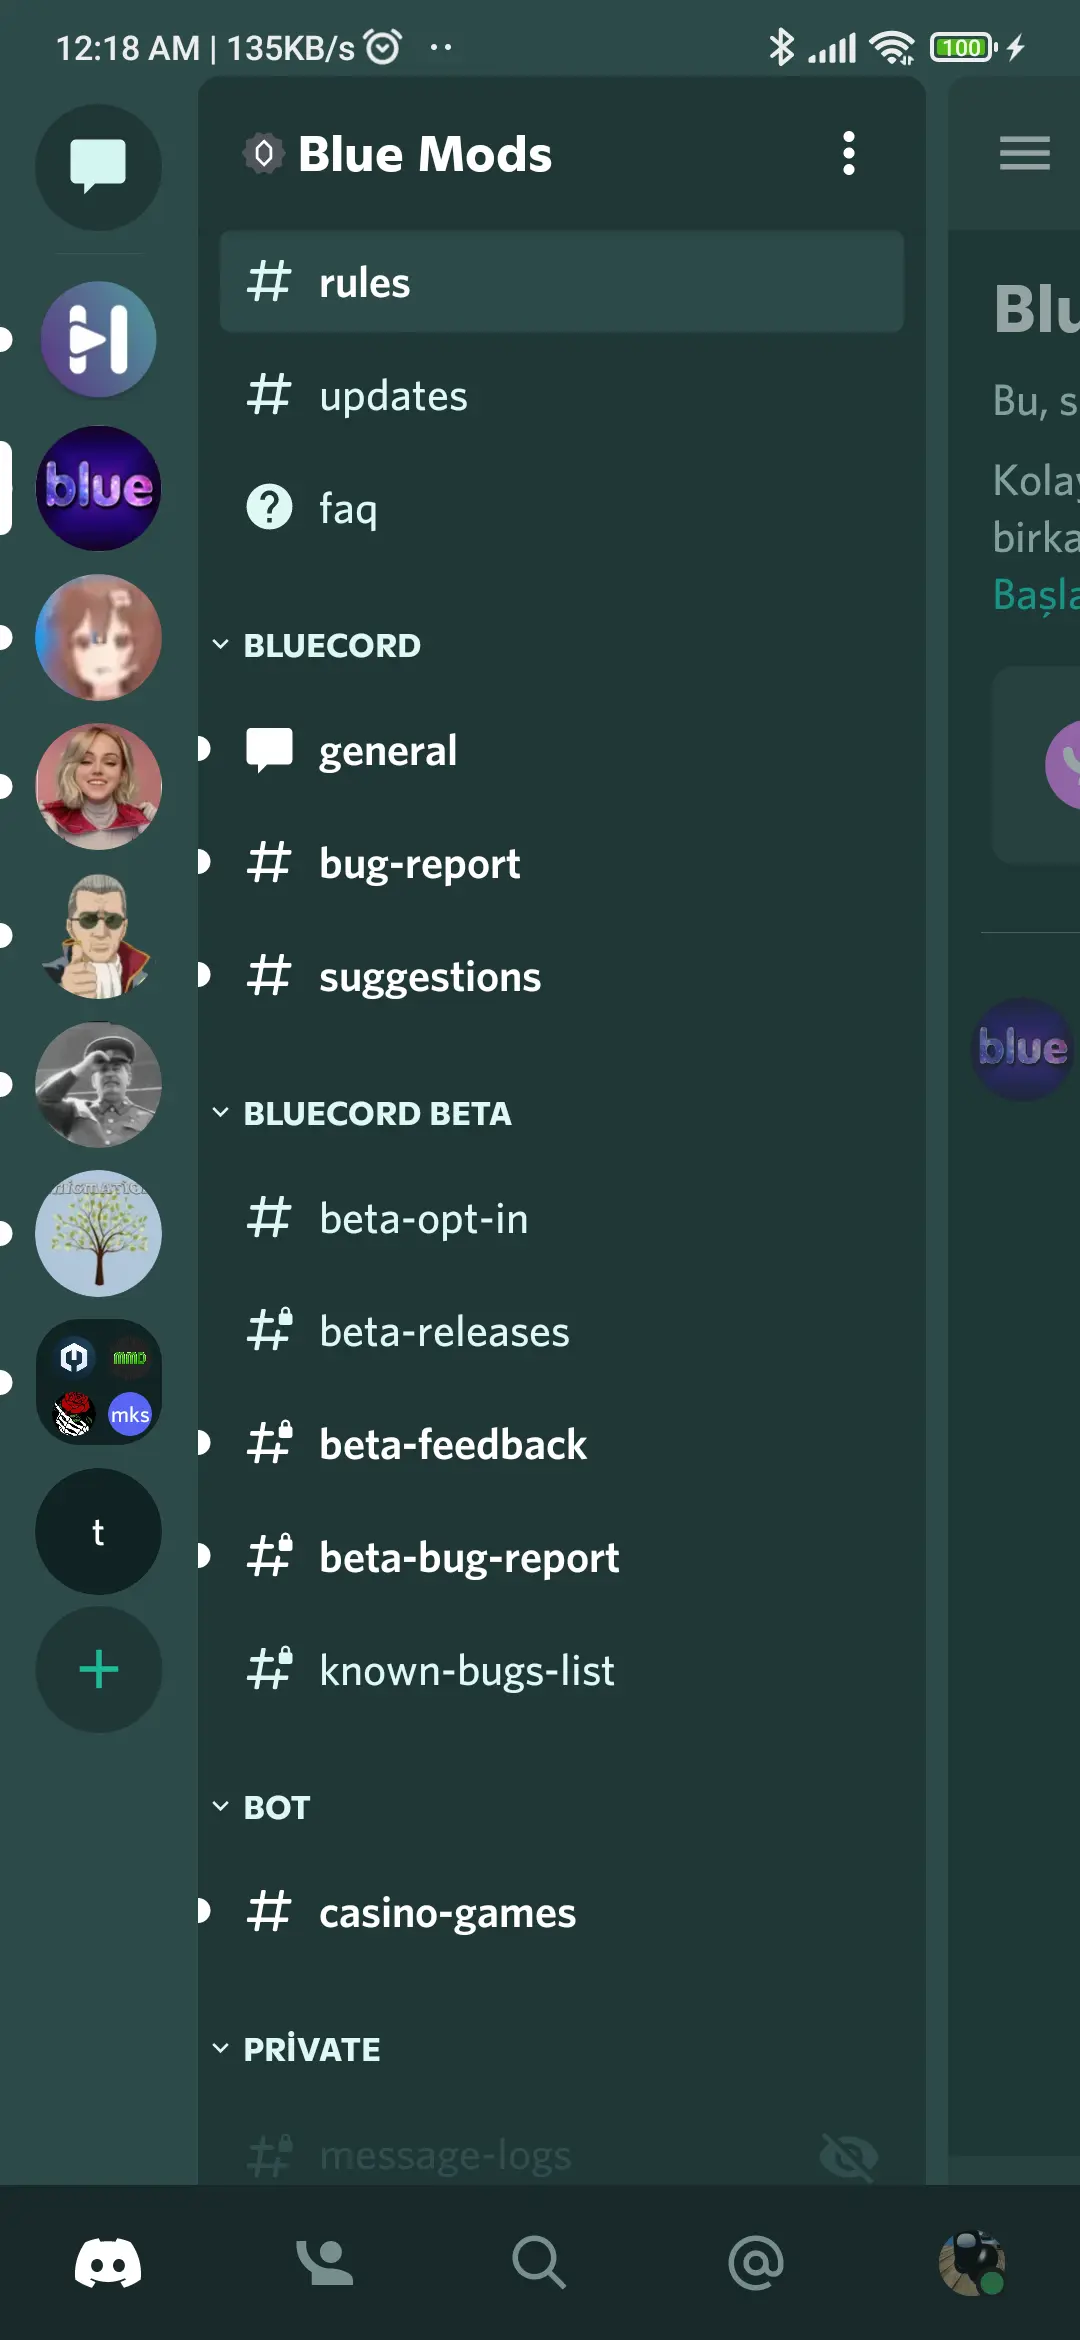 12:18 AM | 135KB/s
100
Blue Mods
rules
updates
faq
BLUECORD
general
bug-report
suggestions
BLUECORD BETA
beta-opt-in
beta-releases
beta-feedback
beta-bug-report
known-bugs-list
BOT
casino-games
PRİVATE
message-logs
blue
MMD
mks
t
Blu
Bu, s
Kolay
birka
Başla
blue